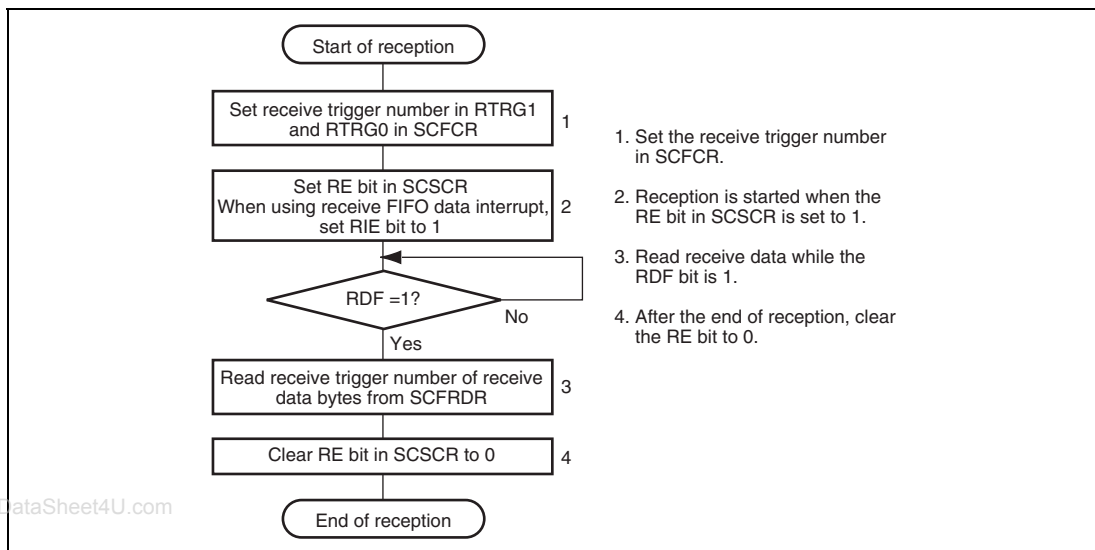 Start of reception
Set receive trigger number in RTRG1
and RTRG0 in SCFCR
1
Set RE bit in SCSCR
When using receive FIFO data interrupt,
set RIE bit to 1
2
RDF =1?
No
Yes
Read receive trigger number of receive
data bytes from SCFRDR
3
Clear RE bit in SCSCR to 0
4
End of reception
1. Set the receive trigger number
in SCFCR.
2. Reception is started when the
RE bit in SCSCR is set to 1.
3. Read receive data while the
RDF bit is 1.
4. After the end of reception, clear
the RE bit to 0.
DataSheet4U.com